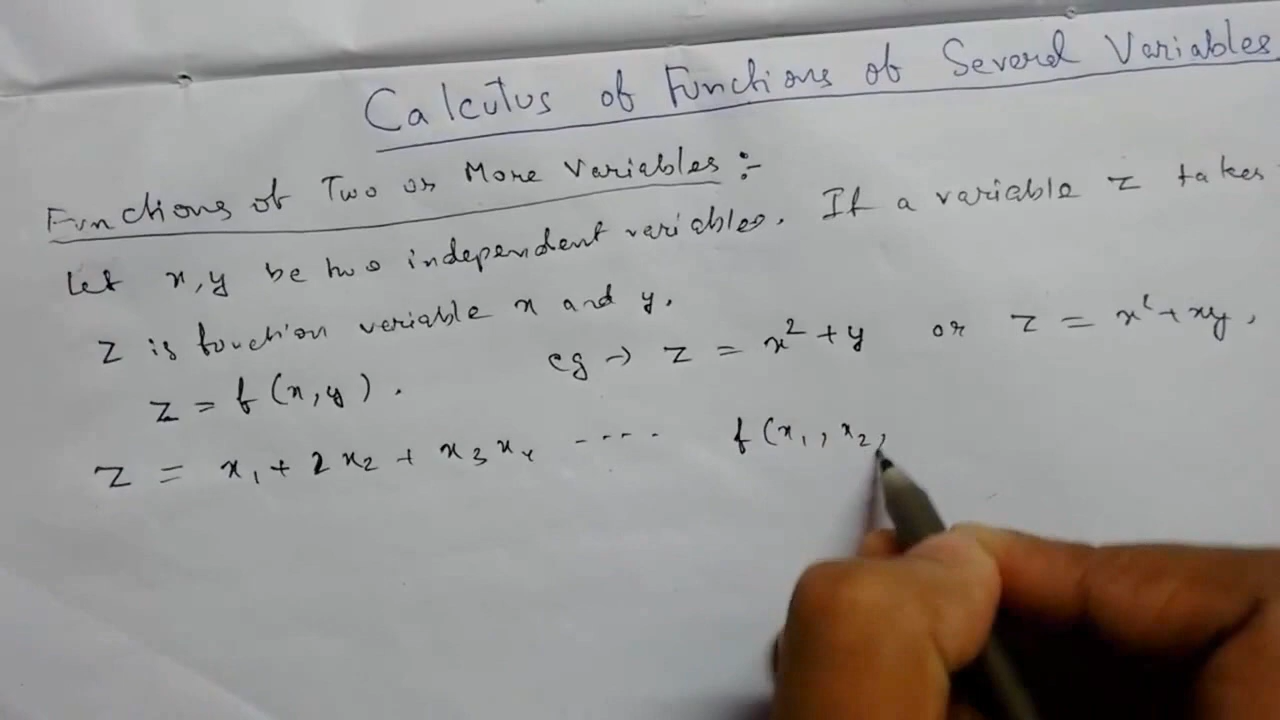 Calculus of Functions of Several Variables
Functions of Two or More Variables :-
Let x, y be two independent variables. If a variable z takes
z is function variable x and y.
eg → z = x² + y or z = x² + xy,
z = f(x,y).
z = x₁ + 2x₂ + x₃x₄ ---- f(x₁, x₂,